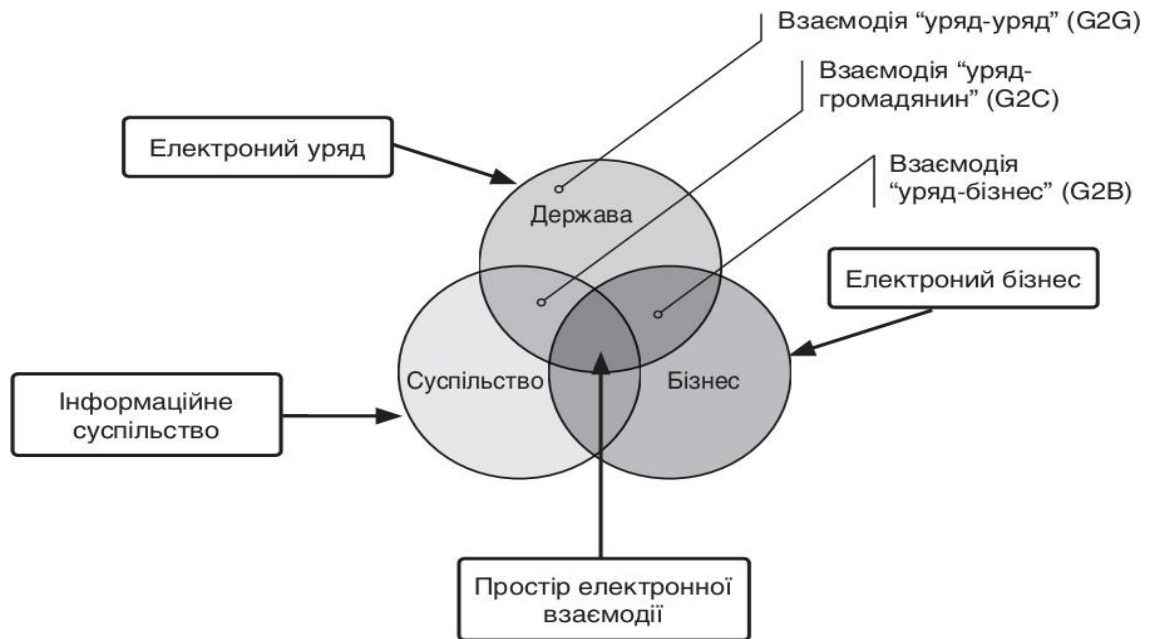 Взаємодія “уряд-уряд” (G2G)
Взаємодія “уряд-
громадянин” (G2C)
Електроний уряд
Взаємодія
“уряд-бізнес” (G2B)
Держава
Електроний бізнес
Суспільство
Бізнес
Інформаційне
суспільство
Простір електронної
взаємодії